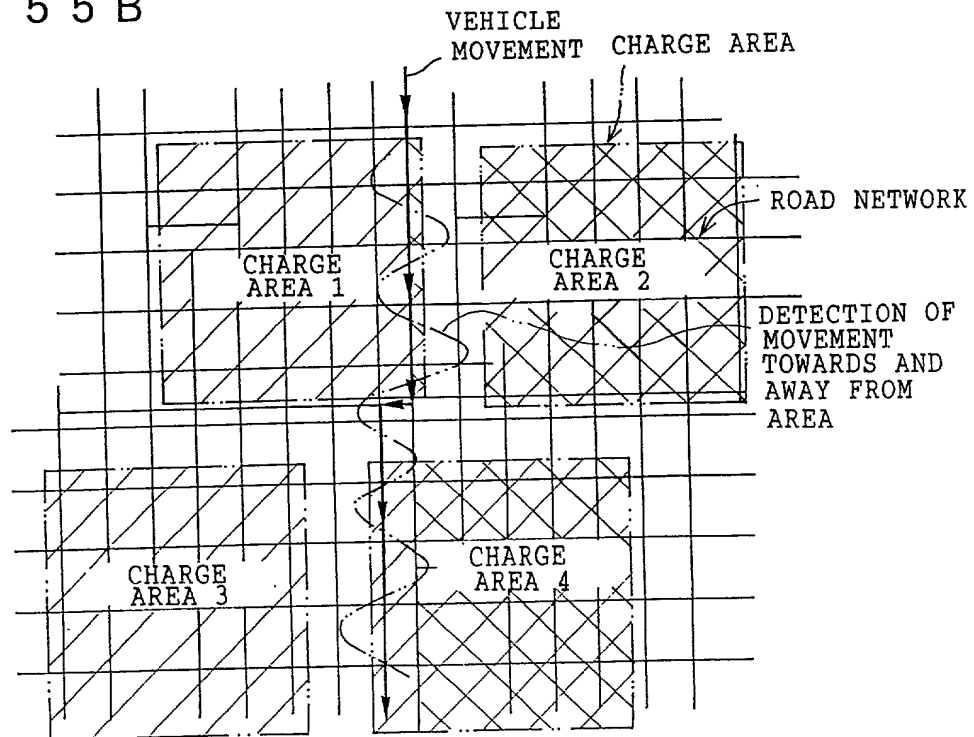 5 5 B
VEHICLE
MOVEMENT
CHARGE AREA
ROAD NETWORK
CHARGE
AREA 1
CHARGE
AREA 2
DETECTION OF
MOVEMENT
TOWARDS AND
AWAY FROM
AREA
CHARGE
AREA 3
CHARGE
AREA 4